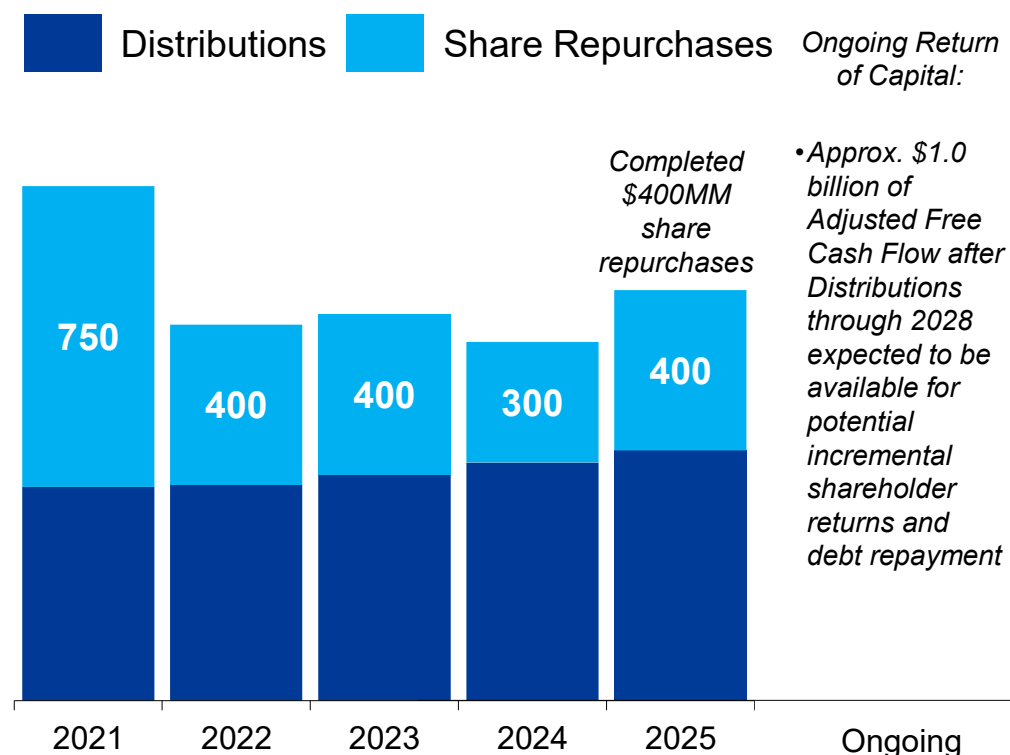 Distributions
Share Repurchases
Ongoing Return
of Capital:
Completed
$400MM
share
repurchases
•Approx. $1.0
billion of
Adjusted Free
Cash Flow after
Distributions
through 2028
expected to be
available for
potential
incremental
shareholder
returns and
debt repayment
750
400
400
300
400
2021
2022
2023
2024
2025
Ongoing